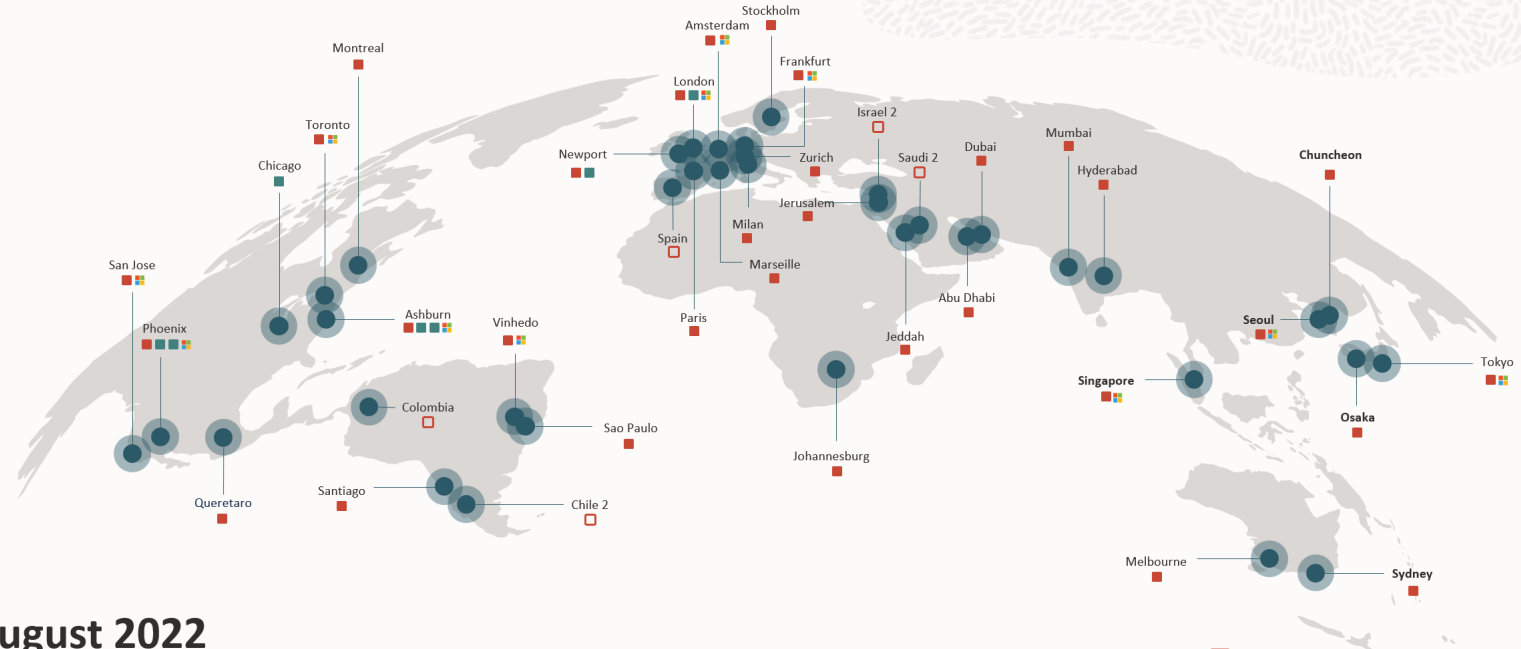 Stockholm
Amsterdam
Montreal
Frankfurt
London
Israel 2
Toronto
Mumbai
Dubai
Newport
Zurich
Saudi 2
Chuncheon
Chicago
Hyderabad
Jerusalem
Milan
Spain
San Jose
Marseille
Abu Dhabi
Ashburn
Vinhedo
Paris
Seoul
Phoenix
Jeddah
Tokyo
Singapore
Colombia
Osaka
Sao Paulo
Johannesburg
Santiago
Queretaro
Chile 2
Melbourne
Sydney
ugust 2022